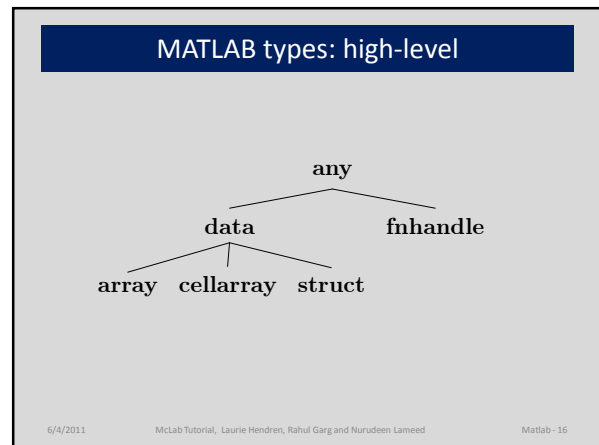 MATLAB types: high-level
any
data fnhandle
array cellarray struct
6/4/2011 McLab Tutorial, Laurie Hendren, Rahul Garg and Nurudeen Lameed Matlab - 16